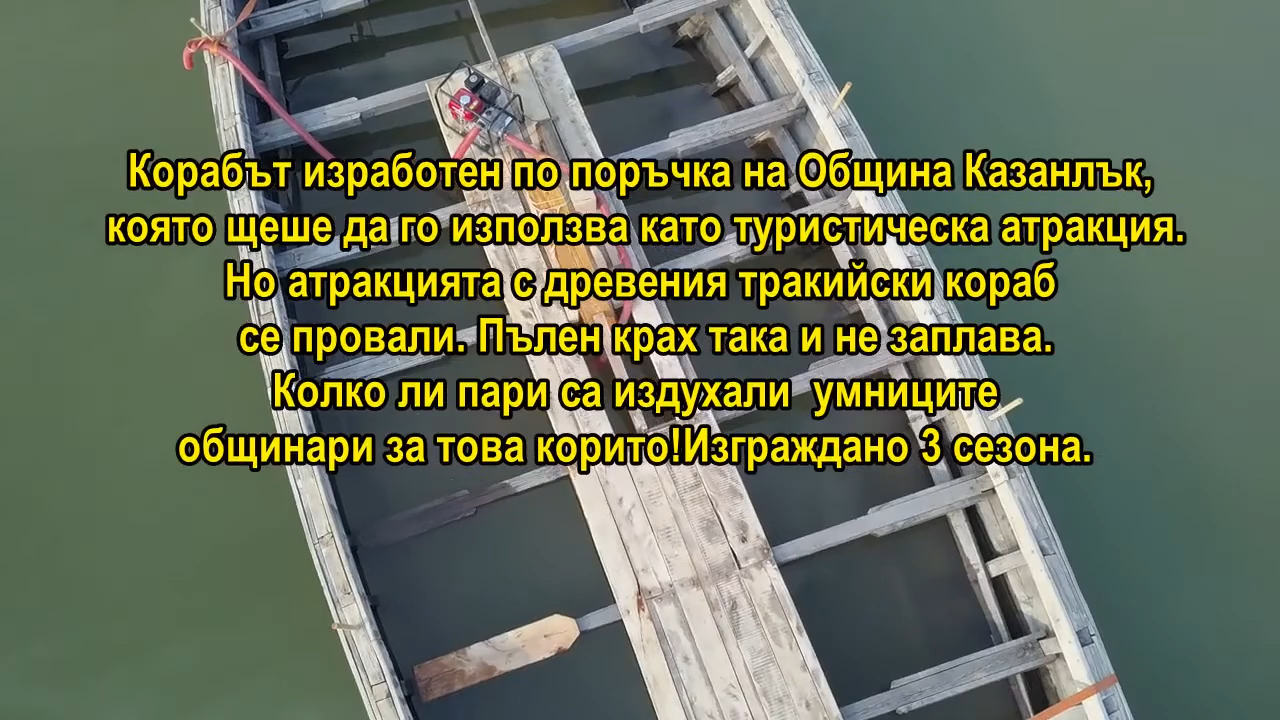 Корабът изработен по поръчка на Община Казанлък,
която щеше да го използва като туристическа атракция.
Но атракцията с древения тракийски кораб
се провали. Пълен крах така и не заплава.
Колко ли пари са издухали умниците
общинари за това корито!Изграждано 3 сезона.